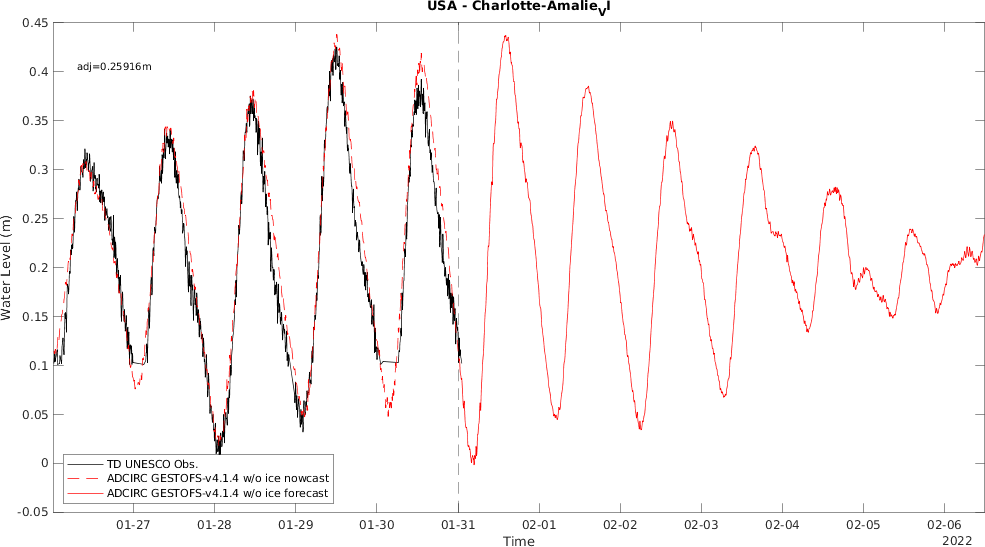 USA - Charlotte-Amalie_VI
adj=0.25916m
Water Level (m)
0.45
0.4
0.35
0.3
0.25
0.2
0.15
0.1
0.05
0
-0.05
TD UNESCO Obs.
ADCIRC GESTOFS-v4.1.4 w/o ice nowcast
ADCIRC GESTOFS-v4.1.4 w/o ice forecast
01-27 01-28 01-29 01-30 01-31 02-01 02-02 02-03 02-04 02-05 02-06
Time
2022